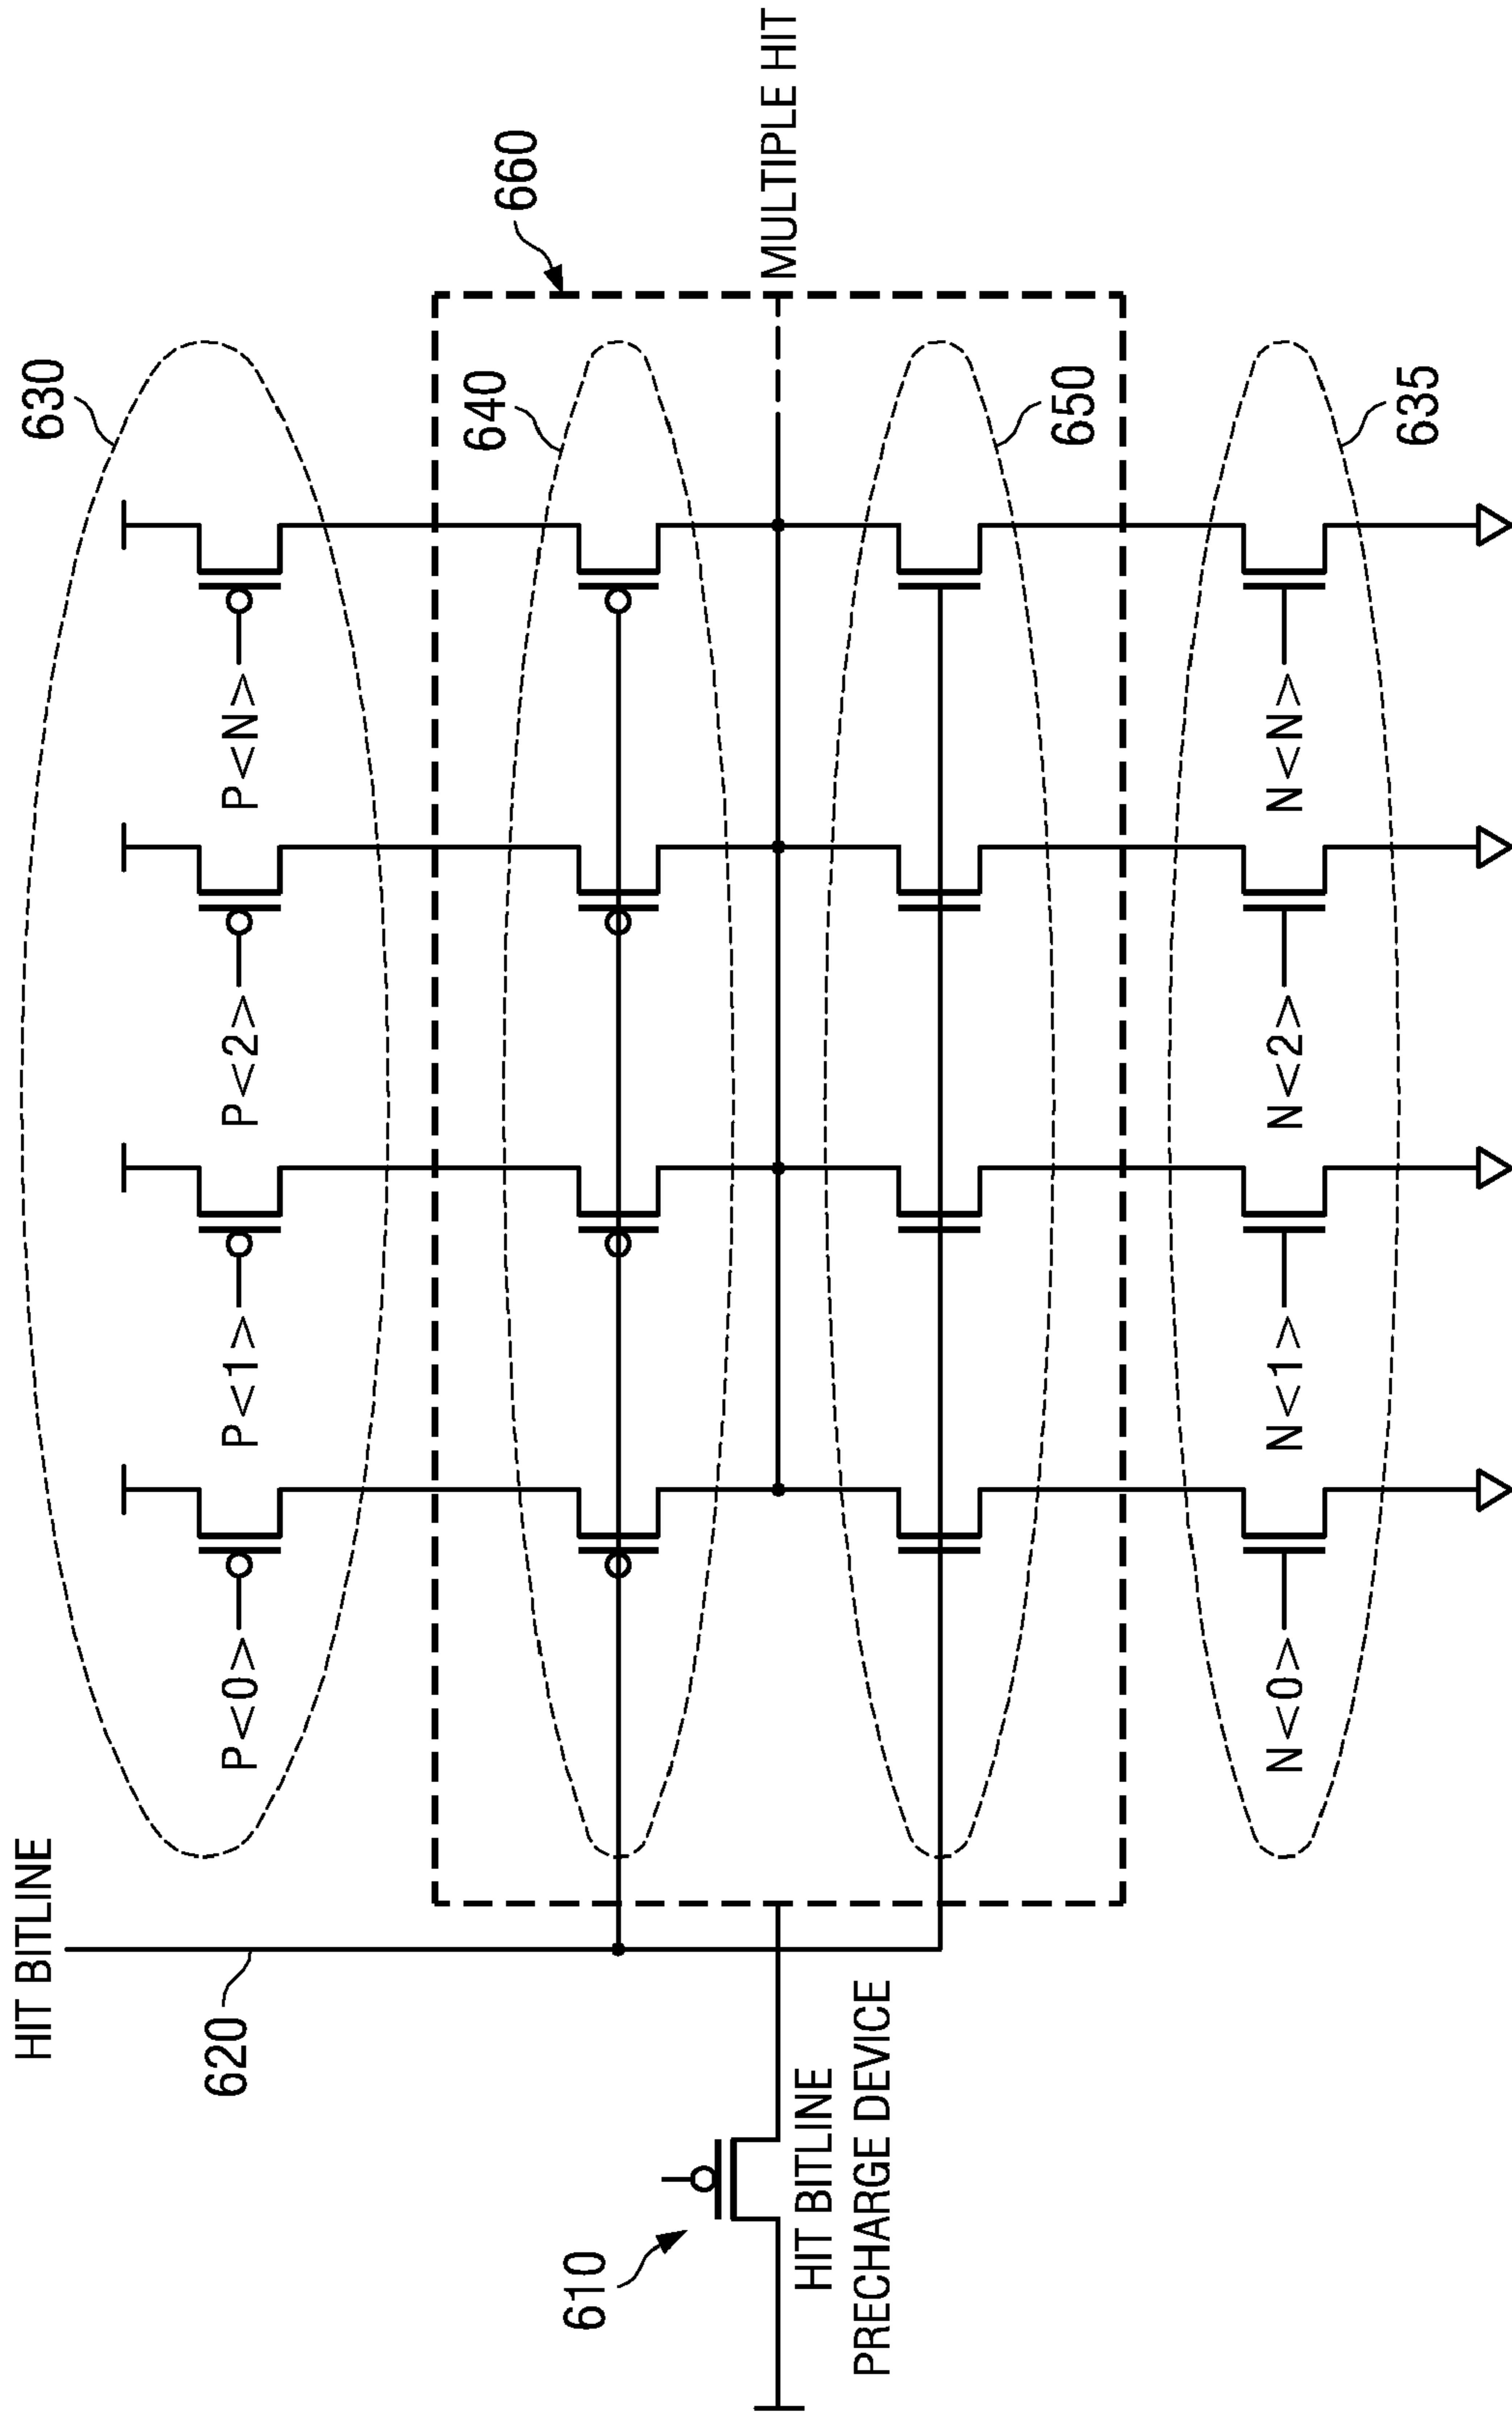 HIT BITLINE
620
630
P<0>
P<1>
P<2>
P<N>
640
660
MULTIPLE HIT
610
HIT BITLINE
PRECHARGE DEVICE
650
N<0>
N<1>
N<2>
N<N>
635